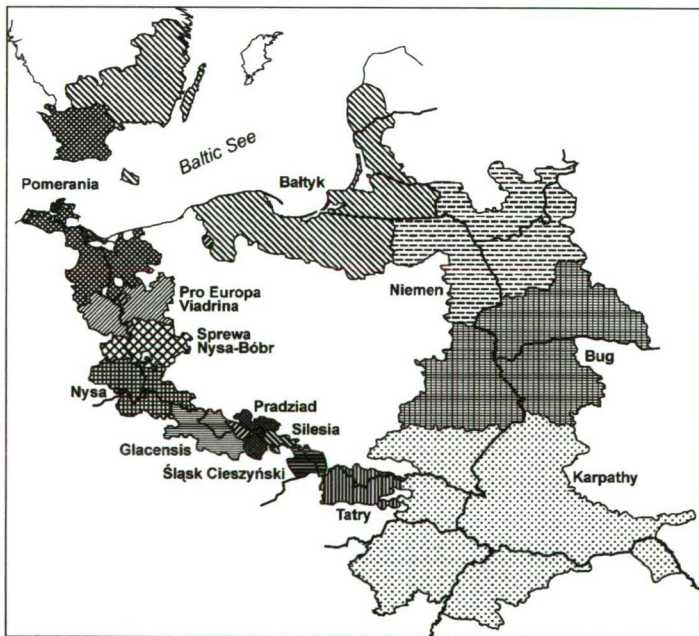 Baltic See
Pomerania
Bałtyk
Pro Europa
Viadrina
Niemen
Sprewa
Nysa-Bóbr
Bug
Nysa
Pradziad
Silesia
Glacensis
Śląsk Cieszyński
Karpathy
Tatry